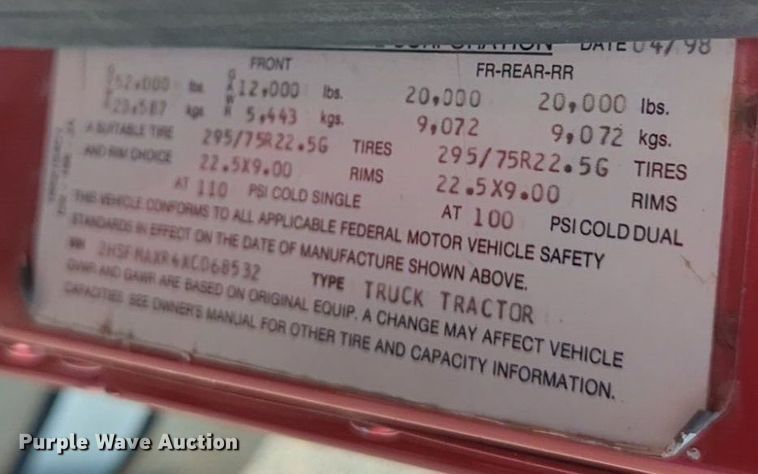 CORPORATION DATE 04/98
FRONT FR-REAR-RR
52,000 lbs. GAWR 12,000 lbs. 20,000 20,000 lbs.
23,587 kgs. 5,443 kgs. 9,072 9,072 kgs.
A SUITABLE TIRE 295/75R22.5G TIRES 295/75R22.5G TIRES
AND RIM CHOICE 22.5X9.00 RIMS 22.5X9.00 RIMS
AT 110 PSI COLD SINGLE AT 100 PSI COLD DUAL
THIS VEHICLE CONFORMS TO ALL APPLICABLE FEDERAL MOTOR VEHICLE SAFETY
STANDARDS IN EFFECT ON THE DATE OF MANUFACTURE SHOWN ABOVE.
VIN 2HSFMAXR4XC068532 TYPE TRUCK TRACTOR
GVWR AND GAWR ARE BASED ON ORIGINAL EQUIP. A CHANGE MAY AFFECT VEHICLE
CAPACITIES. SEE OWNER'S MANUAL FOR OTHER TIRE AND CAPACITY INFORMATION.
Purple Wave Auction